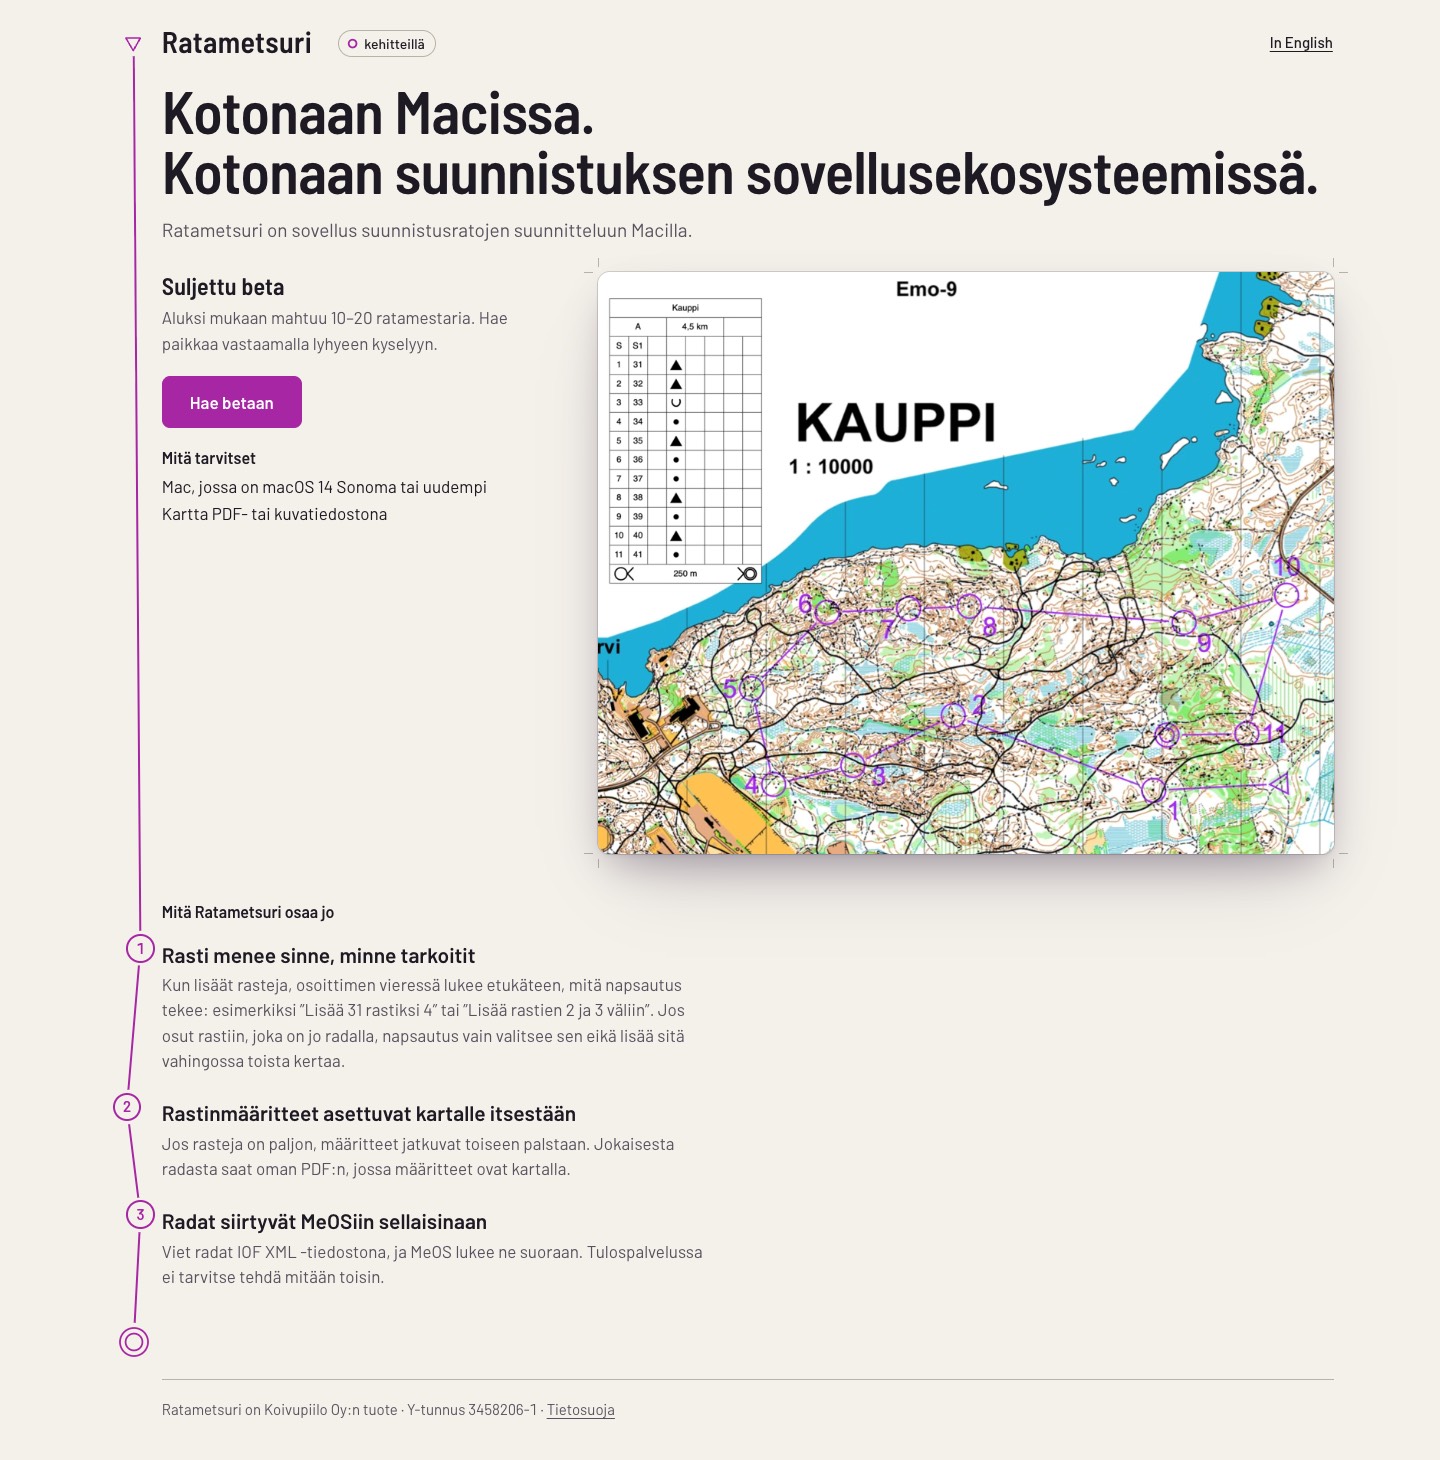 Ratametsuri
kehitteillä
In English
Kotonaan Macissa.
Kotonaan suunnistuksen sovellusekosysteemissä.
Ratametsuri on sovellus suunnistusratojen suunnitteluun Macilla.
Suljettu beta
Aluksi mukaan mahtuu 10–20 ratamestaria. Hae
paikkaa vastaamalla lyhyeen kyselyyn.
Hae betaan
Mitä tarvitset
Mac, jossa on macOS 14 Sonoma tai uudempi
Kartta PDF- tai kuvatiedostona
Emo-9
Kauppi
A 4,5 km
S S1
1 31
2 32
3 33
4 34
5 35
6 36
7 37
8 38
9 39
10 40
11 41
250 m
KAUPPI
1 : 10000
rvi
10
6
7
8
9
5
2
11
4
3
1
Mitä Ratametsuri osaa jo
1 Rasti menee sinne, minne tarkoitit
Kun lisäät rasteja, osoittimen vieressä lukee etukäteen, mitä napsautus
tekee: esimerkiksi ”Lisää 31 rastiksi 4” tai ”Lisää rastien 2 ja 3 väliin”. Jos
osut rastiin, joka on jo radalla, napsautus vain valitsee sen eikä lisää sitä
vahingossa toista kertaa.
2 Rastinmääritteet asettuvat kartalle itsestään
Jos rasteja on paljon, määritteet jatkuvat toiseen palstaan. Jokaisesta
radasta saat oman PDF:n, jossa määritteet ovat kartalla.
3 Radat siirtyvät MeOSiin sellaisinaan
Viet radat IOF XML -tiedostona, ja MeOS lukee ne suoraan. Tulospalvelussa
ei tarvitse tehdä mitään toisin.
Ratametsuri on Koivupiilo Oy:n tuote · Y-tunnus 3458206-1 · Tietosuoja